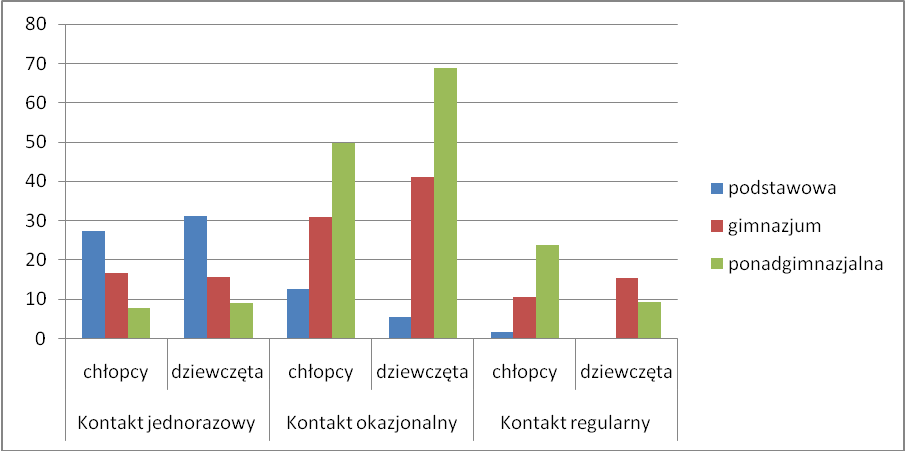 80
70
60
50
40
30
20
10
0
podstawowa
gimnazjum
ponadgimnazjalna
chłopcy dziewczęta chłopcy dziewczęta chłopcy dziewczęta
Kontakt jednorazowy Kontakt okazjonalny Kontakt regularny